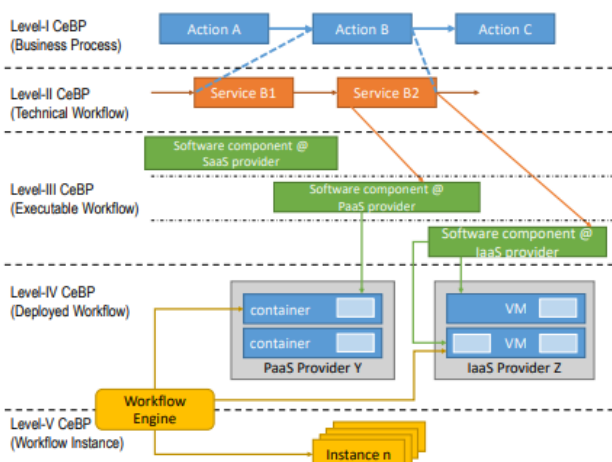 Level-I CeBP
(Business Process)
Action A
Action B
Action C
Level-II CeBP
(Technical Workflow)
Service B1
Service B2
Software component @
SaaS provider
Level-III CeBP
(Executable Workflow)
Software component @
PaaS provider
Software component @
IaaS provider
Level-IV CeBP
(Deployed Workflow)
container
container
PaaS Provider Y
VM
VM
IaaS Provider Z
Workflow
Engine
Level-V CeBP
(Workflow Instance)
Instance n